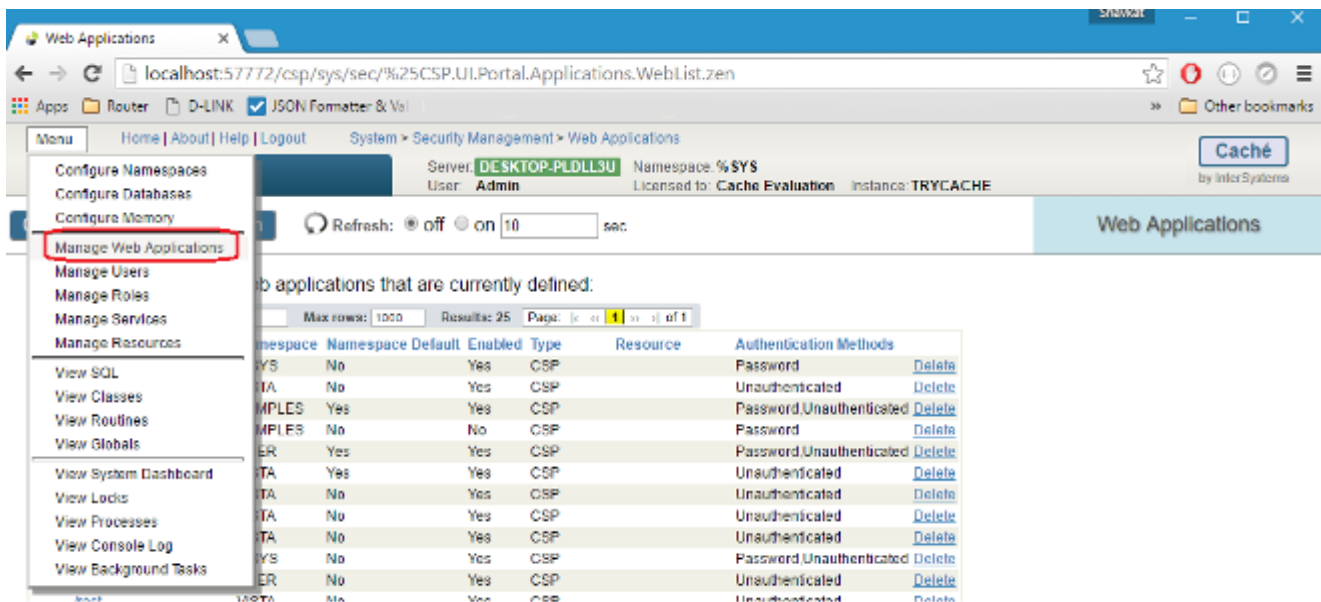 Web Applications
localhost:57772/csp/sys/sec/%25CSP.UI.Portal.Applications.WebList.zen
Apps Router D-LINK JSON Formatter & Val » Other bookmarks
Menu Home | About | Help | Logout System > Security Management > Web Applications
Caché
by InterSystems
Server: DESKTOP-PLDLL3U Namespace: %SYS
User: Admin Licensed to: Cache Evaluation Instance: TRYCACHE
Refresh: off on 10 sec
Web Applications
Configure Namespaces
Configure Databases
Configure Memory
Manage Web Applications
Manage Users
Manage Roles
Manage Services
Manage Resources
View SQL
View Classes
View Routines
View Globals
View System Dashboard
View Locks
View Processes
View Console Log
View Background Tasks
applications that are currently defined:
Max rows: 1000 Results: 25 Page: |< << 1 >> >| of 1
Namespace Default Enabled Type Resource Authentication Methods
No Yes CSP Password Delete
No Yes CSP Unauthenticated Delete
Yes Yes CSP Password,Unauthenticated Delete
No No CSP Password Delete
Yes Yes CSP Password,Unauthenticated Delete
Yes Yes CSP Unauthenticated Delete
No Yes CSP Unauthenticated Delete
No Yes CSP Unauthenticated Delete
No Yes CSP Unauthenticated Delete
No Yes CSP Password,Unauthenticated Delete
No Yes CSP Unauthenticated Delete
VISTA No Yes CSP Unauthenticated Delete